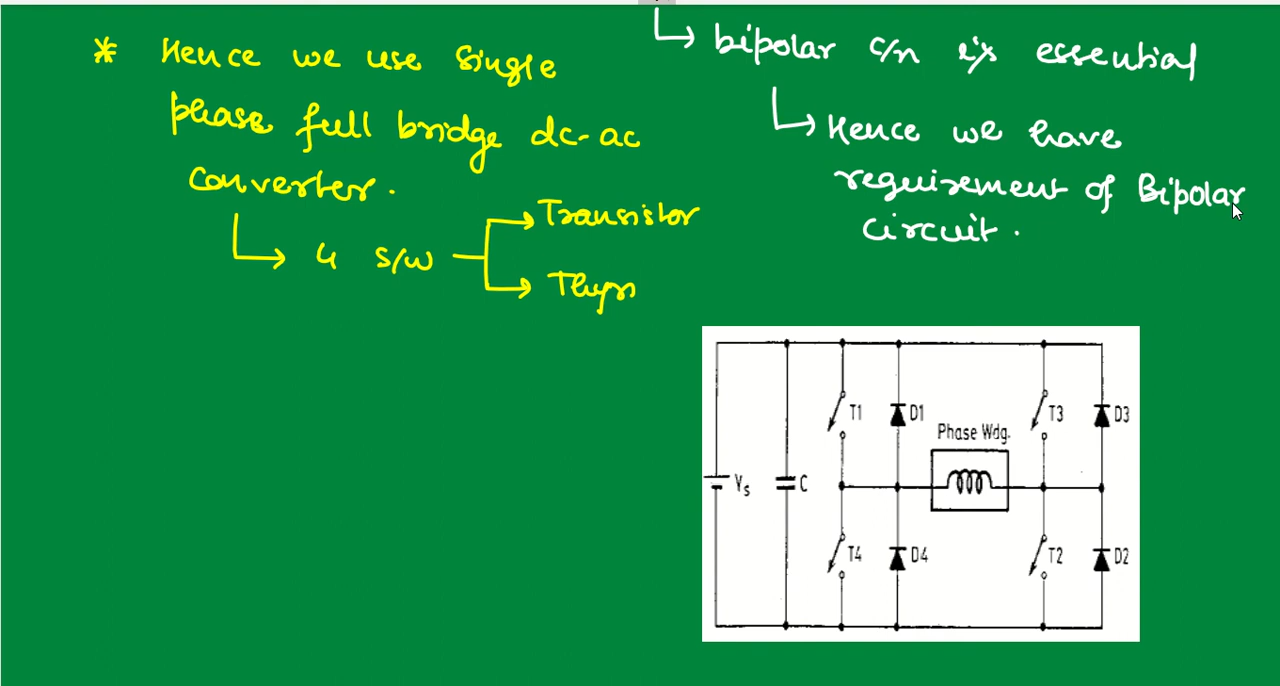 * Hence we use single
phase full bridge dc-ac
converter.
4 s/w
Transistor
Thyrs
bipolar c/n i/s essential
Hence we have
requirement of Bipolar
circuit.
T1 D1 T3 D3
Phase Wdg.
Vs C
T4 D4 T2 D2